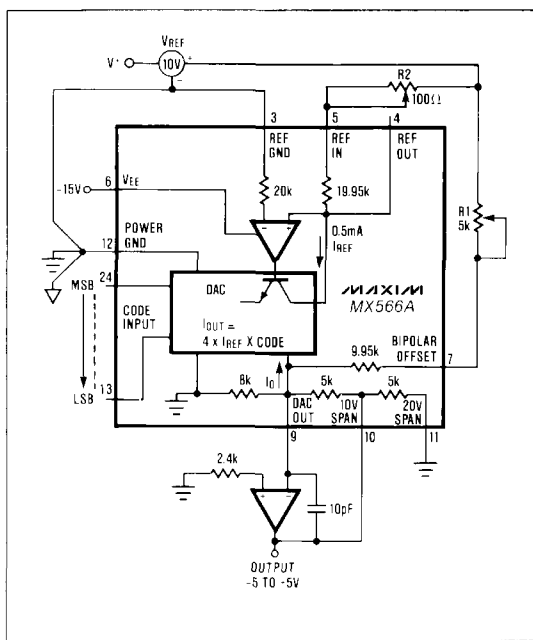 VREF
V+ 10V + −
R2
100Ω
3 5 4
REF GND
REF IN
REF OUT
6 VEE
-15V
20k
19.95k
R1
5k
0.5mA
IREF
POWER GND
12
24
MSB
DAC
MAXIM
MX566A
CODE INPUT
IOUT =
4 x IREF X CODE
BIPOLAR OFFSET
7
9.95k
13
LSB
8k
IO
5k
5k
DAC OUT
10V SPAN
20V SPAN
9 10 11
2.4k
+ −
10pF
OUTPUT
-5 TO -5V